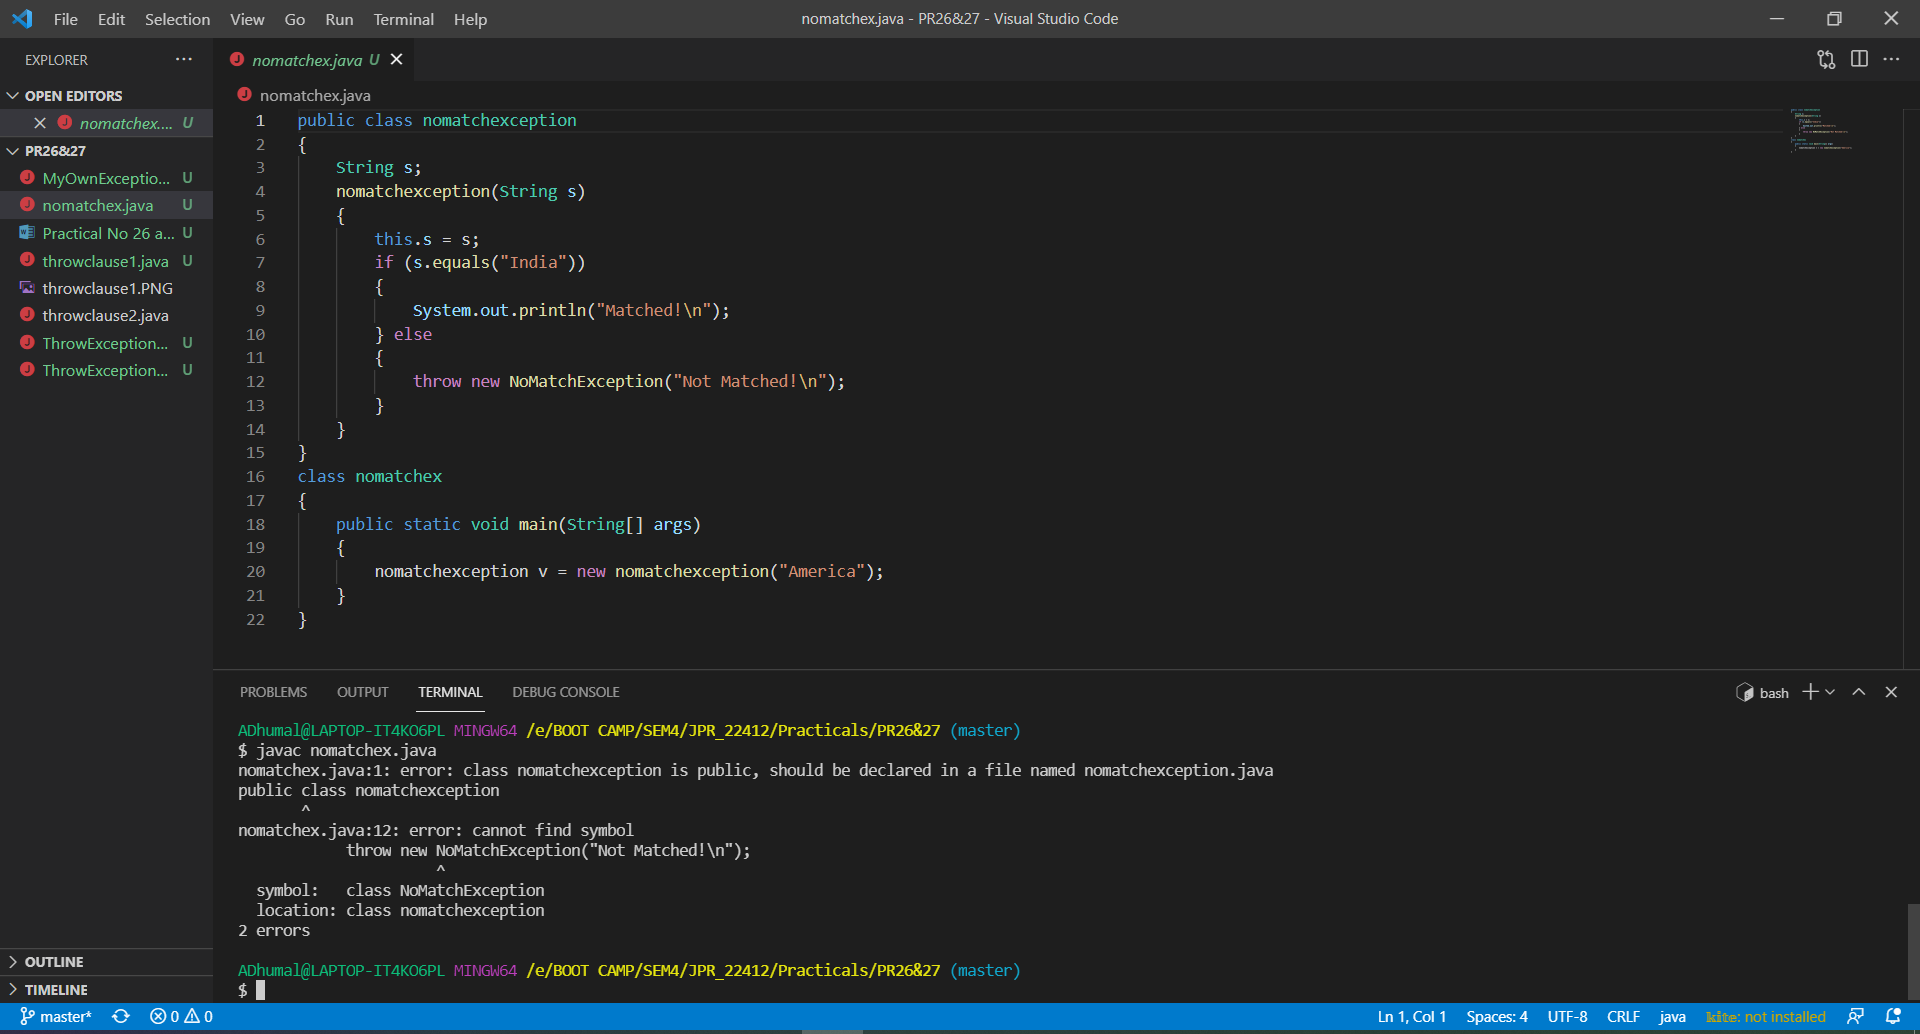 File Edit Selection View Go Run Terminal Help
nomatchex.java - PR26&27 - Visual Studio Code
EXPLORER
OPEN EDITORS
nomatchex.... U
PR26&27
MyOwnExceptio... U
nomatchex.java U
Practical No 26 a... U
throwclause1.java U
throwclause1.PNG
throwclause2.java
ThrowException... U
ThrowException... U
OUTLINE
TIMELINE
nomatchex.java U
nomatchex.java
1 public class nomatchexception
2 {
3 String s;
4 nomatchexception(String s)
5 {
6 this.s = s;
7 if (s.equals("India"))
8 {
9 System.out.println("Matched!\n");
10 } else
11 {
12 throw new NoMatchException("Not Matched!\n");
13 }
14 }
15 }
16 class nomatchex
17 {
18 public static void main(String[] args)
19 {
20 nomatchexception v = new nomatchexception("America");
21 }
22 }
PROBLEMS OUTPUT TERMINAL DEBUG CONSOLE
bash
ADhumal@LAPTOP-IT4KO6PL MINGW64 /e/BOOT CAMP/SEM4/JPR_22412/Practicals/PR26&27 (master)
$ javac nomatchex.java
nomatchex.java:1: error: class nomatchexception is public, should be declared in a file named nomatchexception.java
public class nomatchexception
^
nomatchex.java:12: error: cannot find symbol
throw new NoMatchException("Not Matched!\n");
^
symbol: class NoMatchException
location: class nomatchexception
2 errors
ADhumal@LAPTOP-IT4KO6PL MINGW64 /e/BOOT CAMP/SEM4/JPR_22412/Practicals/PR26&27 (master)
$
master* 0 0
Ln 1, Col 1 Spaces: 4 UTF-8 CRLF java kite: not installed